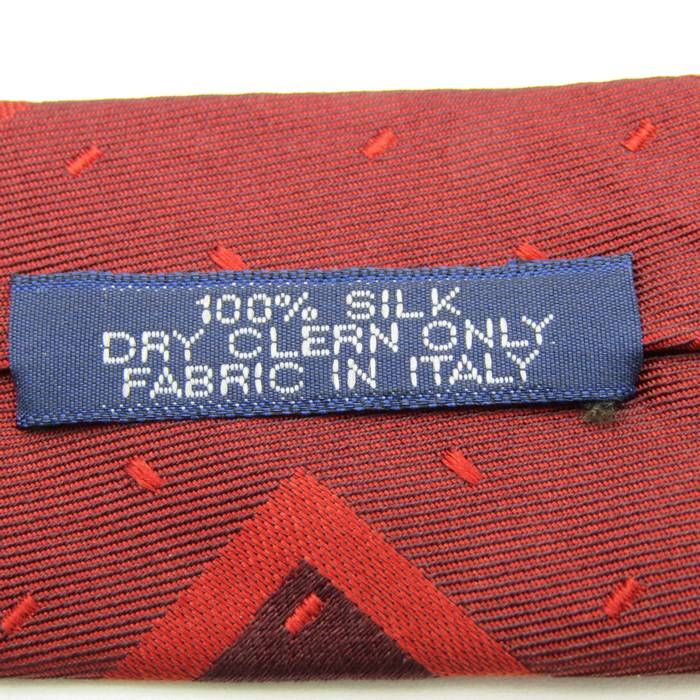 100% SILK
DRY CLERN ONLY
FABRIC IN ITALY